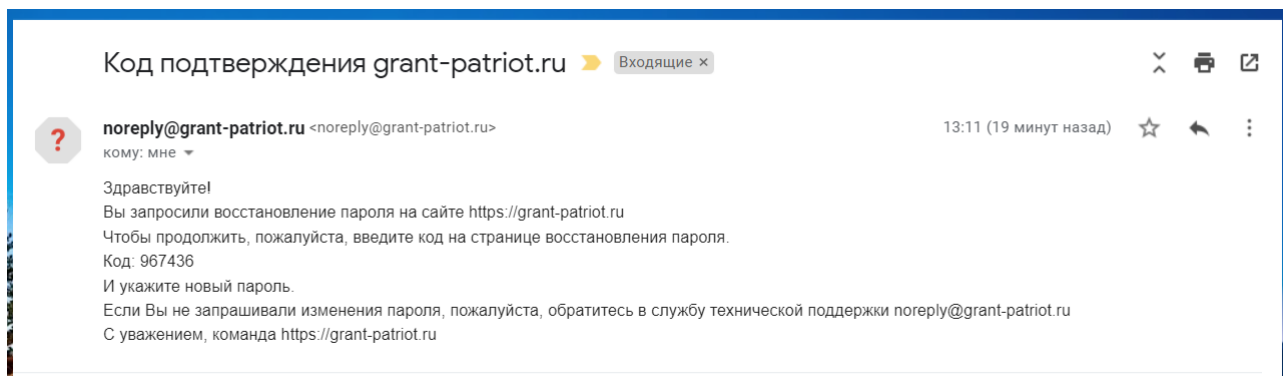 Код подтверждения grant-patriot.ru Входящие ×
noreply@grant-patriot.ru <noreply@grant-patriot.ru> 13:11 (19 минут назад)
кому: мне
Здравствуйте!
Вы запросили восстановление пароля на сайте https://grant-patriot.ru
Чтобы продолжить, пожалуйста, введите код на странице восстановления пароля.
Код: 967436
И укажите новый пароль.
Если Вы не запрашивали изменения пароля, пожалуйста, обратитесь в службу технической поддержки noreply@grant-patriot.ru
С уважением, команда https://grant-patriot.ru